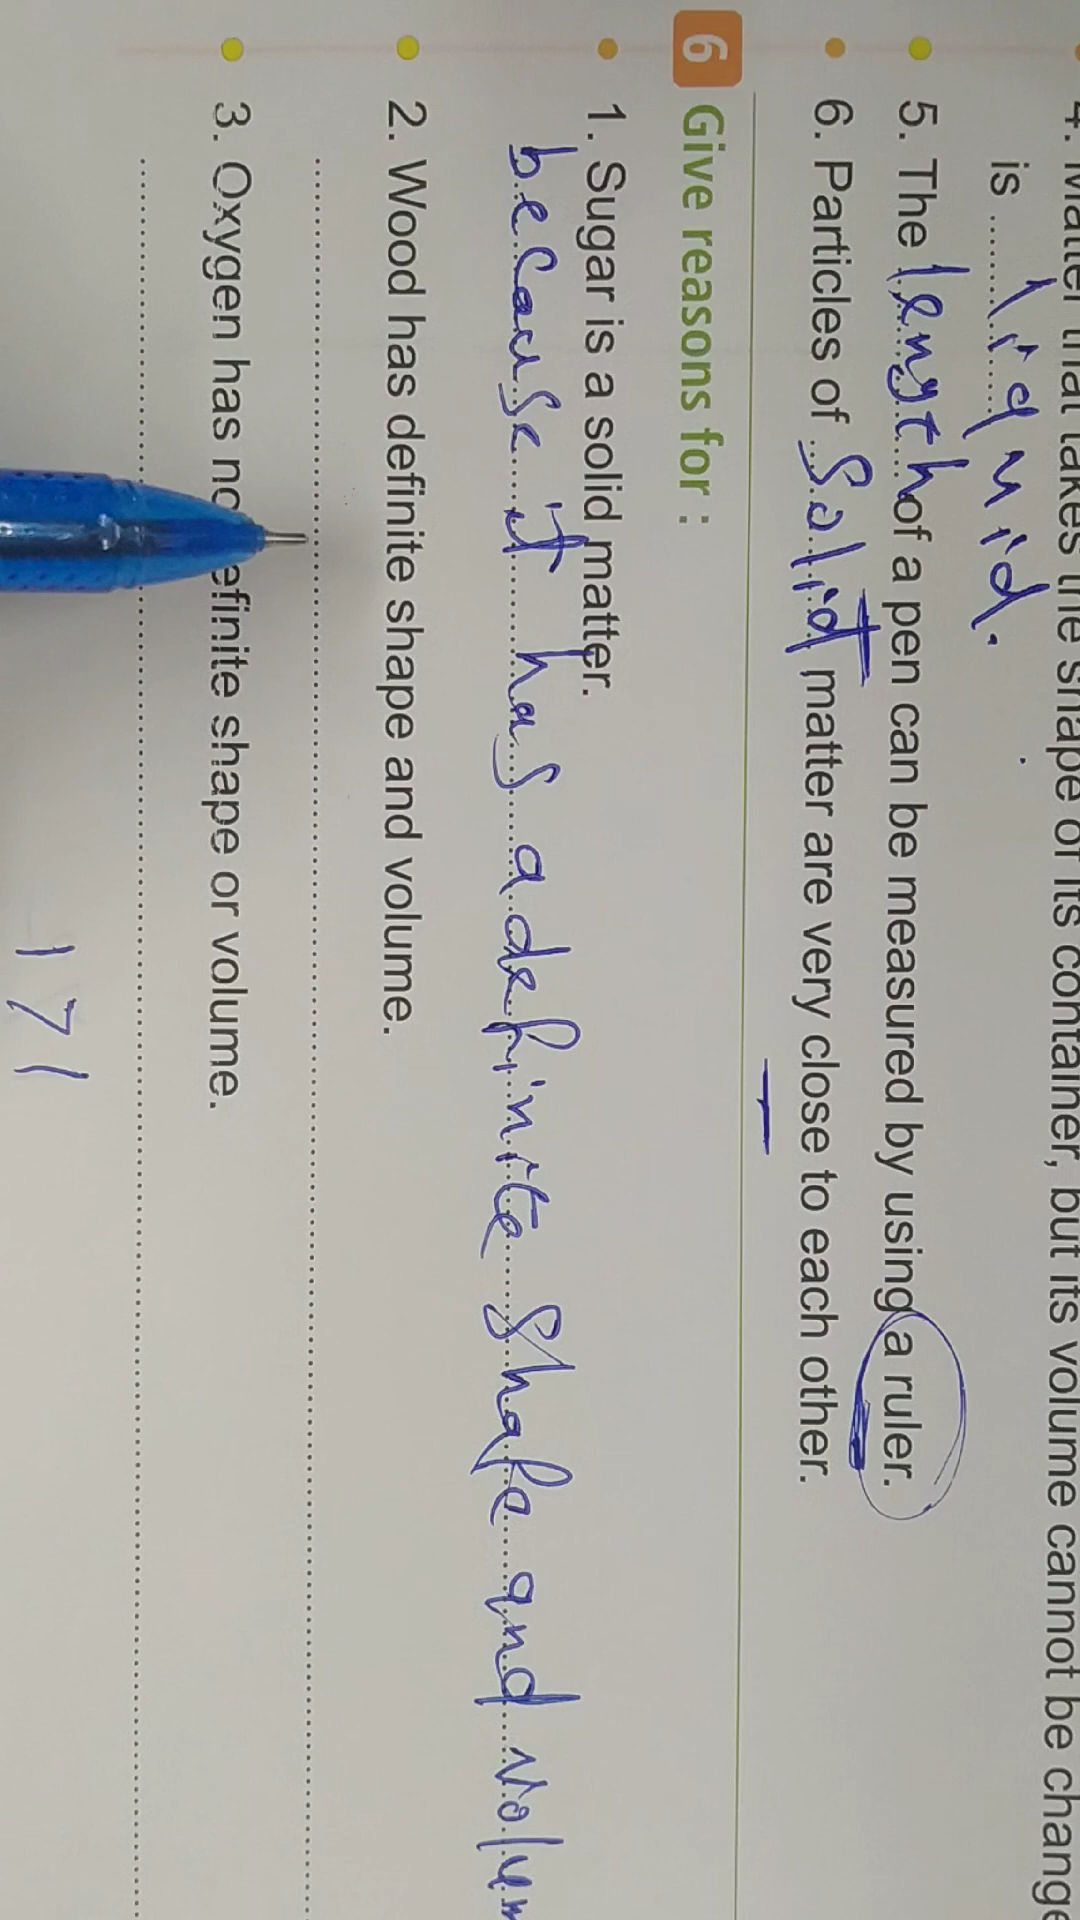 4. Matter that takes the shape of its container, but its volume cannot be change
is liquid.
5. The length of a pen can be measured by using a ruler.
6. Particles of Solid matter are very close to each other.
6 Give reasons for :
1. Sugar is a solid matter.
because it has a definite shape and volum
2. Wood has definite shape and volume.
3. Oxygen has no definite shape or volume.